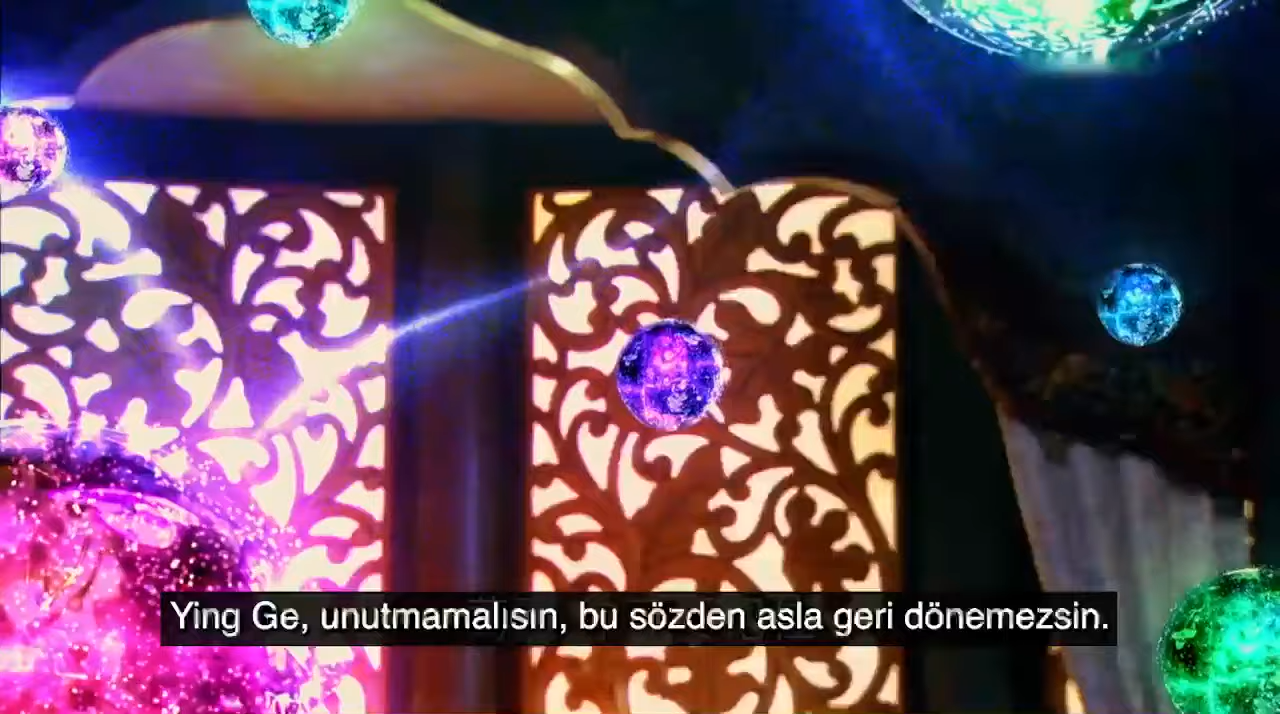 Ying Ge, unutmamalısın, bu sözden asla geri dönemezsin.